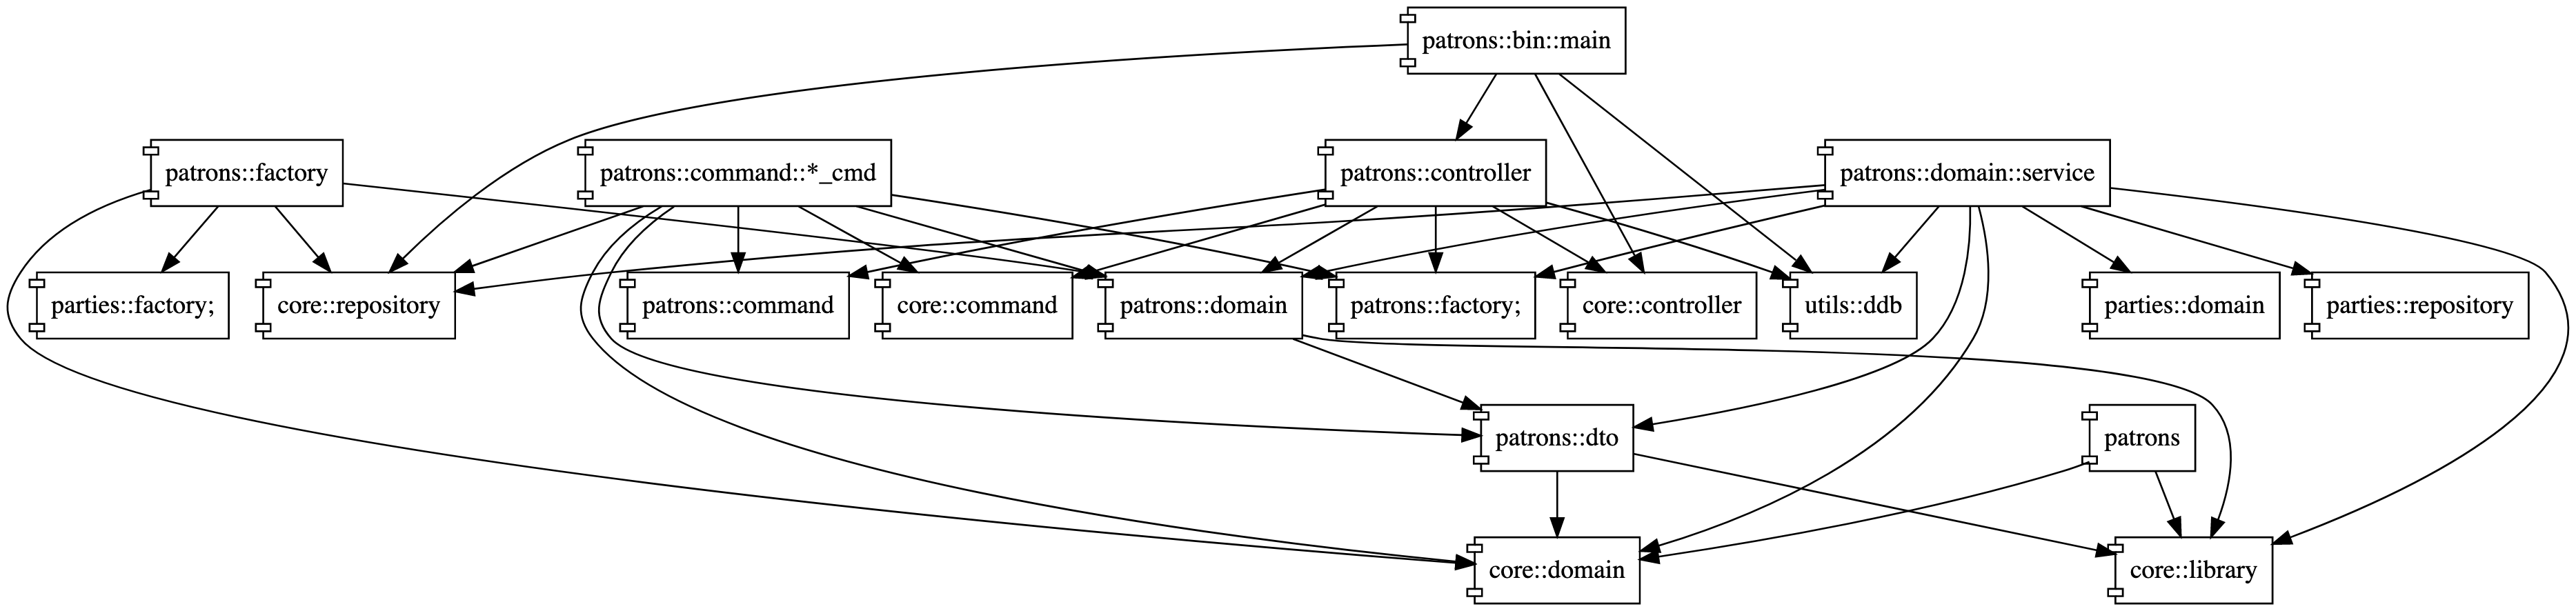 patrons::bin::main
patrons::factory
patrons::command::*_cmd
patrons::controller
patrons::domain::service
parties::factory;
core::repository
patrons::command
core::command
patrons::domain
patrons::factory;
core::controller
utils::ddb
parties::domain
parties::repository
patrons::dto
patrons
core::domain
core::library